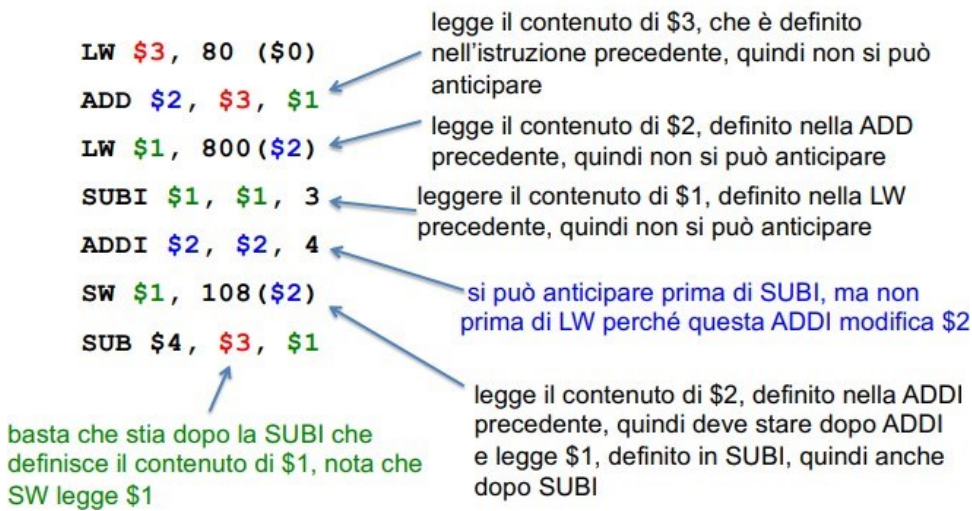 LW $3, 80 ($0)
ADD $2, $3, $1
LW $1, 800($2)
SUBI $1, $1, 3
ADDI $2, $2, 4
SW $1, 108($2)
SUB $4, $3, $1
legge il contenuto di $3, che è definito
nell'istruzione precedente, quindi non si può
anticipare
legge il contenuto di $2, definito nella ADD
precedente, quindi non si può anticipare
leggere il contenuto di $1, definito nella LW
precedente, quindi non si può anticipare
si può anticipare prima di SUBI, ma non
prima di LW perché questa ADDI modifica $2
legge il contenuto di $2, definito nella ADDI
precedente, quindi deve stare dopo ADDI
e legge $1, definito in SUBI, quindi anche
dopo SUBI
basta che stia dopo la SUBI che
definisce il contenuto di $1, nota che
SW legge $1